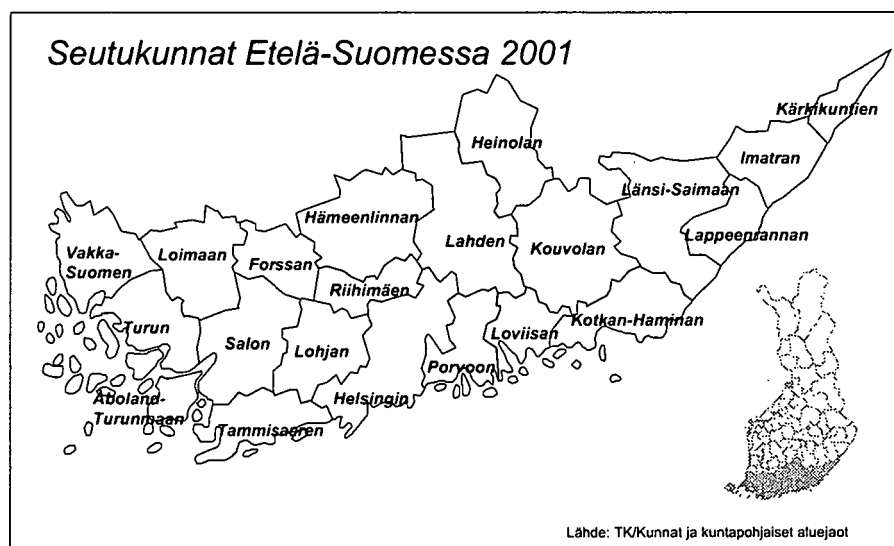 Seutukunnat Etelä-Suomessa 2001
Kärkikuntien
Heinolan
Imatran
Länsi-Saimaan
Hämeenlinnan
Lappeenrannan
Vakka-
Suomen
Loimaan
Forssan
Lahden
Kouvolan
Riihimäen
Turun
Salon
Lohjan
Loviisan
Kotkan-Haminan
Porvoon
Åboland-
Turunmaan
Helsingin
Tammisaaren
Lähde: TK/Kunnat ja kuntapohjaiset aluejaot